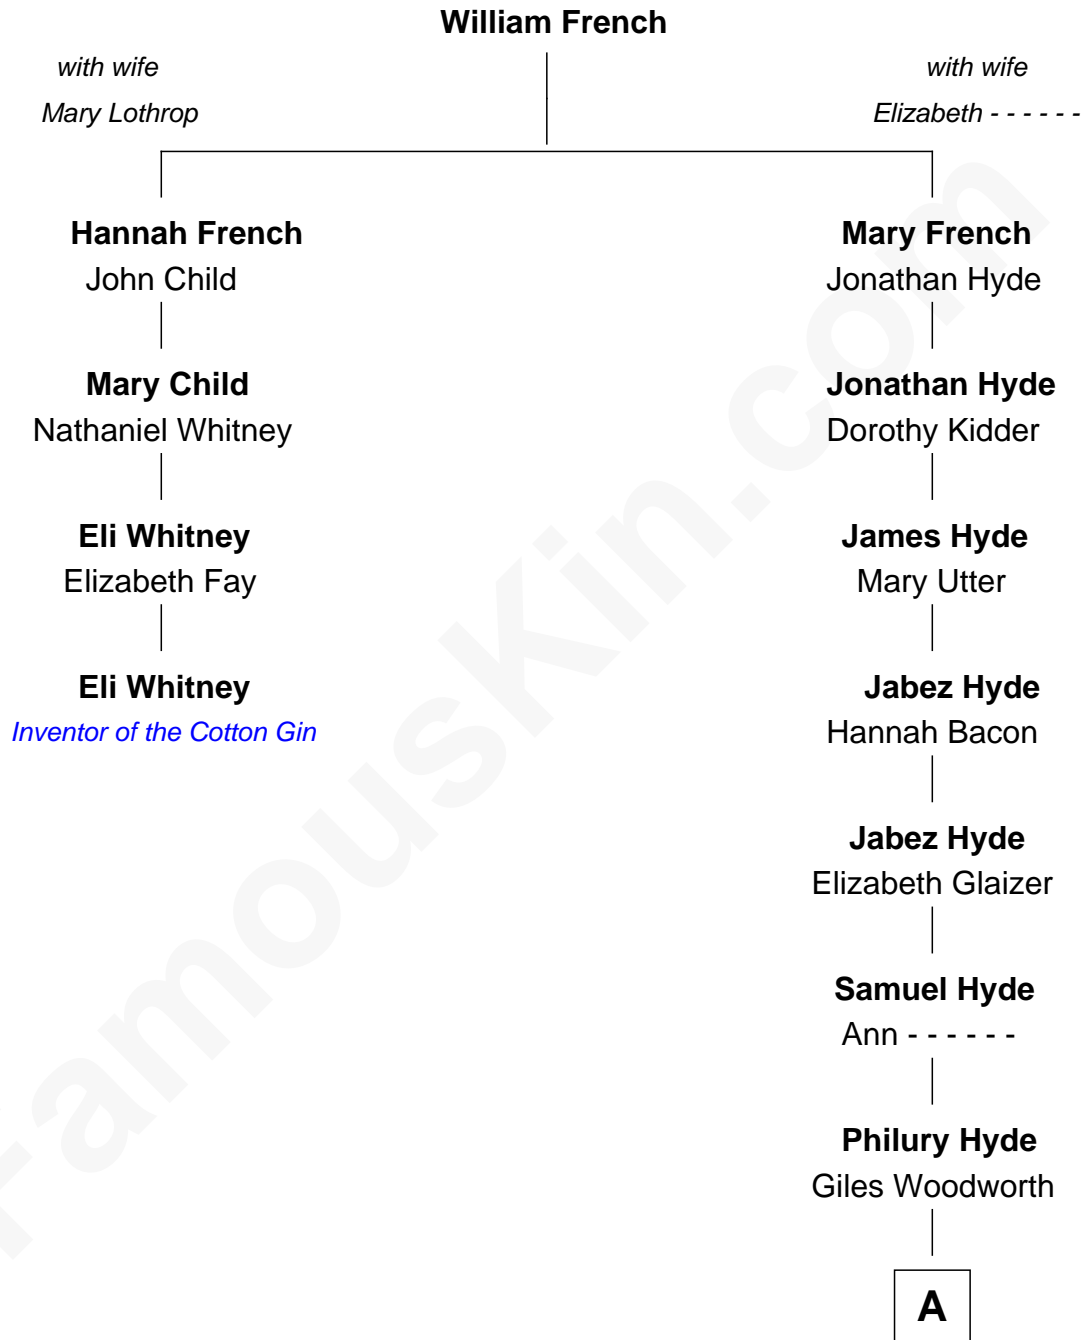 William French
with wife
Mary Lothrop
with wife
Elizabeth - - - - - -
Hannah French
John Child
Mary French
Jonathan Hyde
Mary Child
Nathaniel Whitney
Jonathan Hyde
Dorothy Kidder
Eli Whitney
Elizabeth Fay
James Hyde
Mary Utter
Eli Whitney
Inventor of the Cotton Gin
Jabez Hyde
Hannah Bacon
Jabez Hyde
Elizabeth Glaizer
Samuel Hyde
Ann - - - - - -
Philury Hyde
Giles Woodworth
A
FamousKin.com